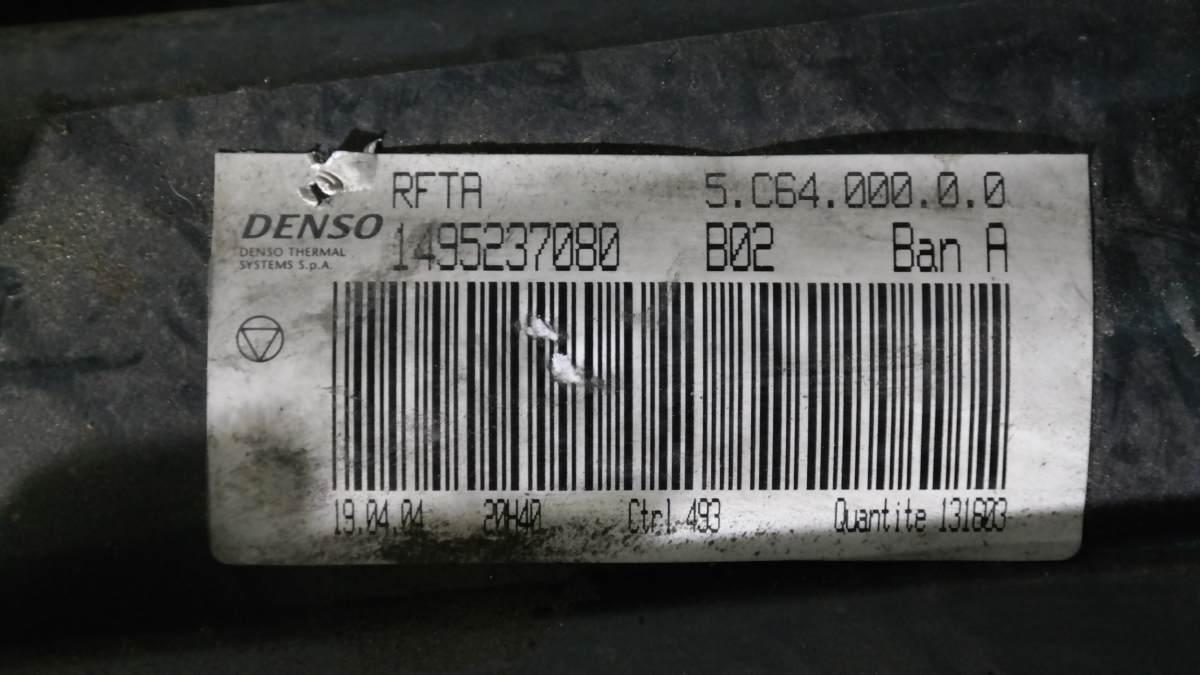 RFTA 5.C64.000.0.0
DENSO
DENSO THERMAL
SYSTEMS S.p.A.
1495237080 B02 Ban A
19.04.04 20H40 Ctrl 493 Quantite 131603